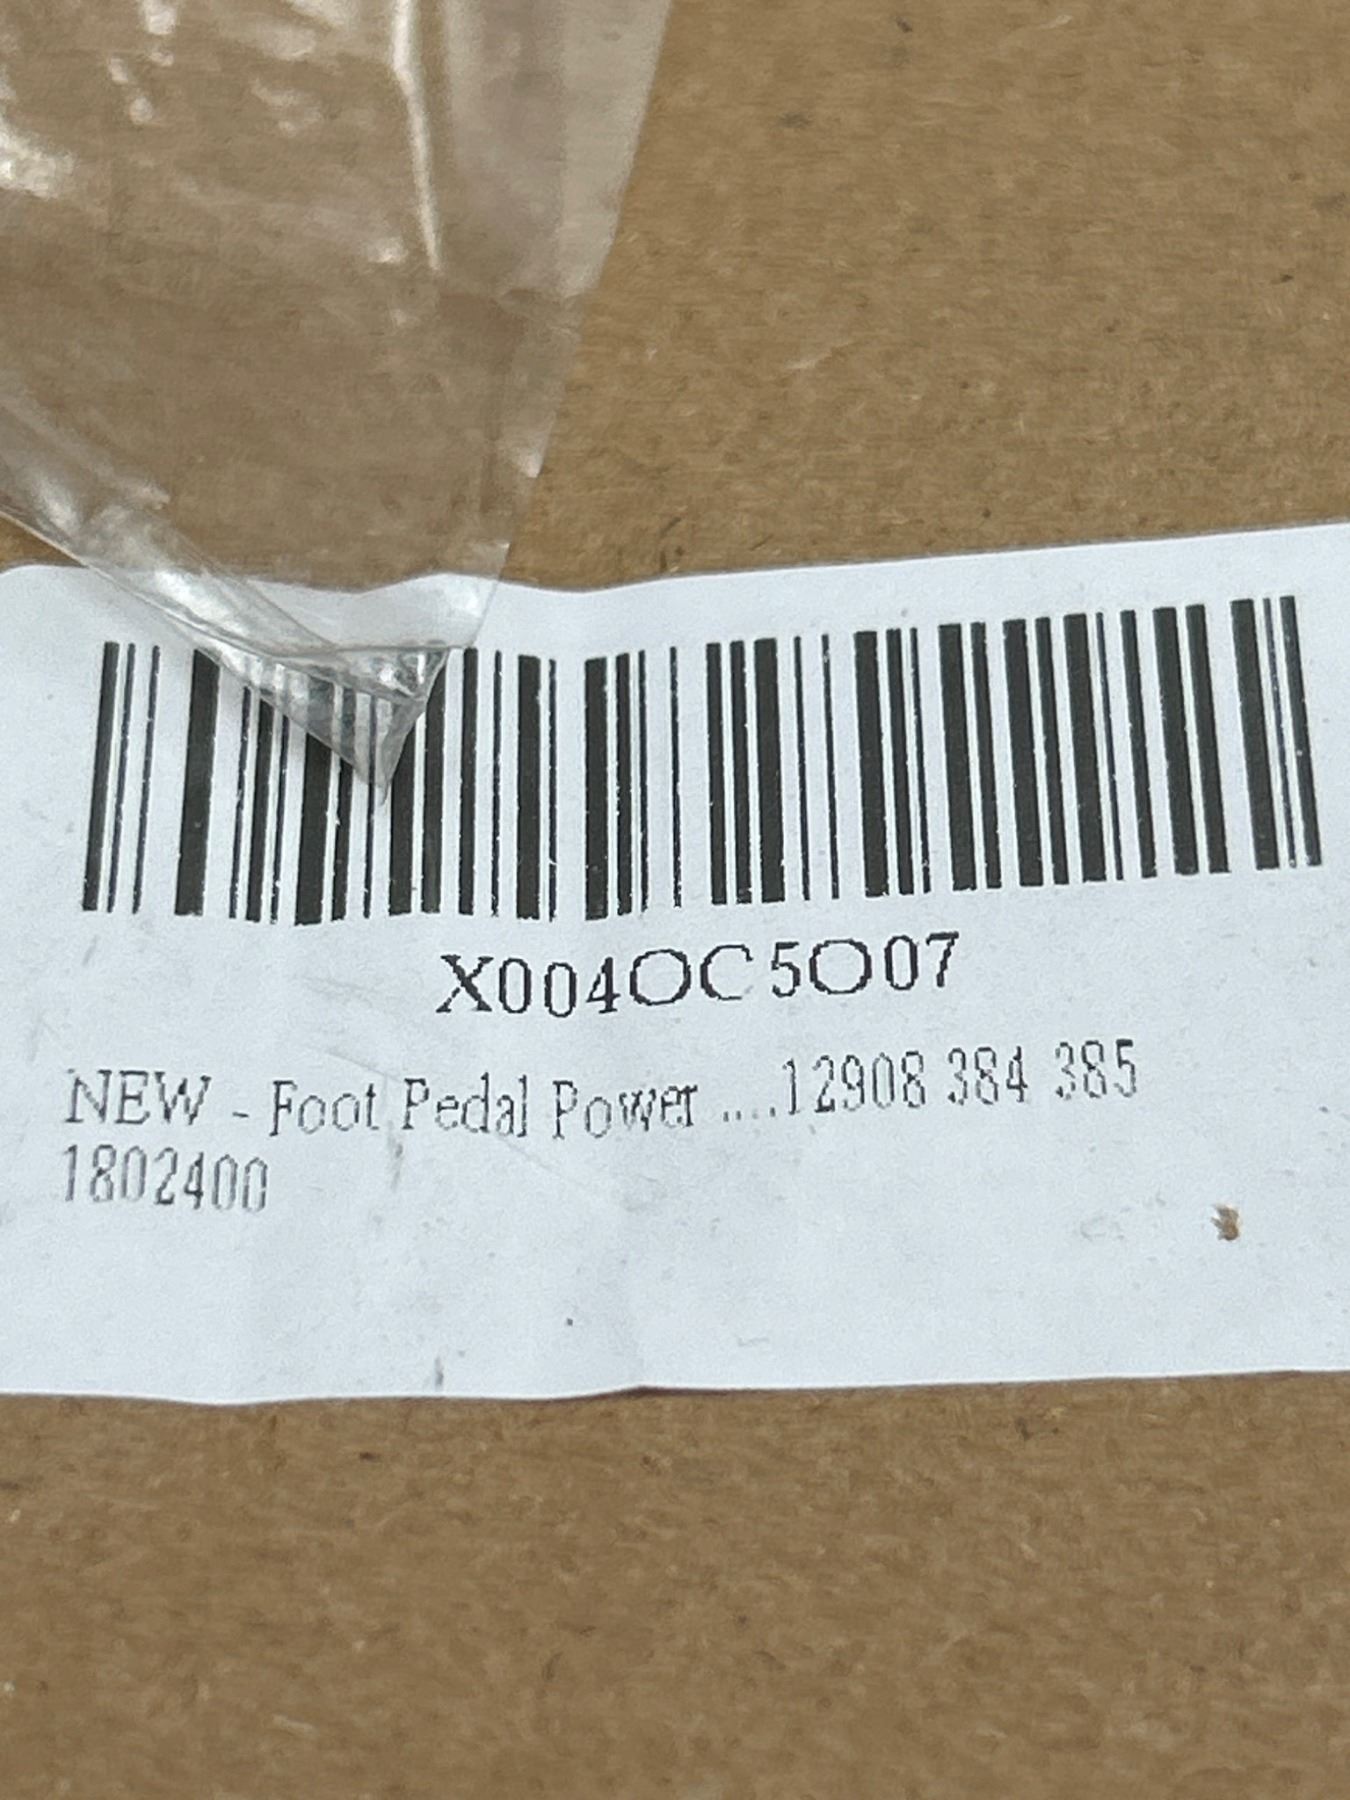 X004OC5O07
NEW - Foot Pedal Power ....12908 384 385
1802400